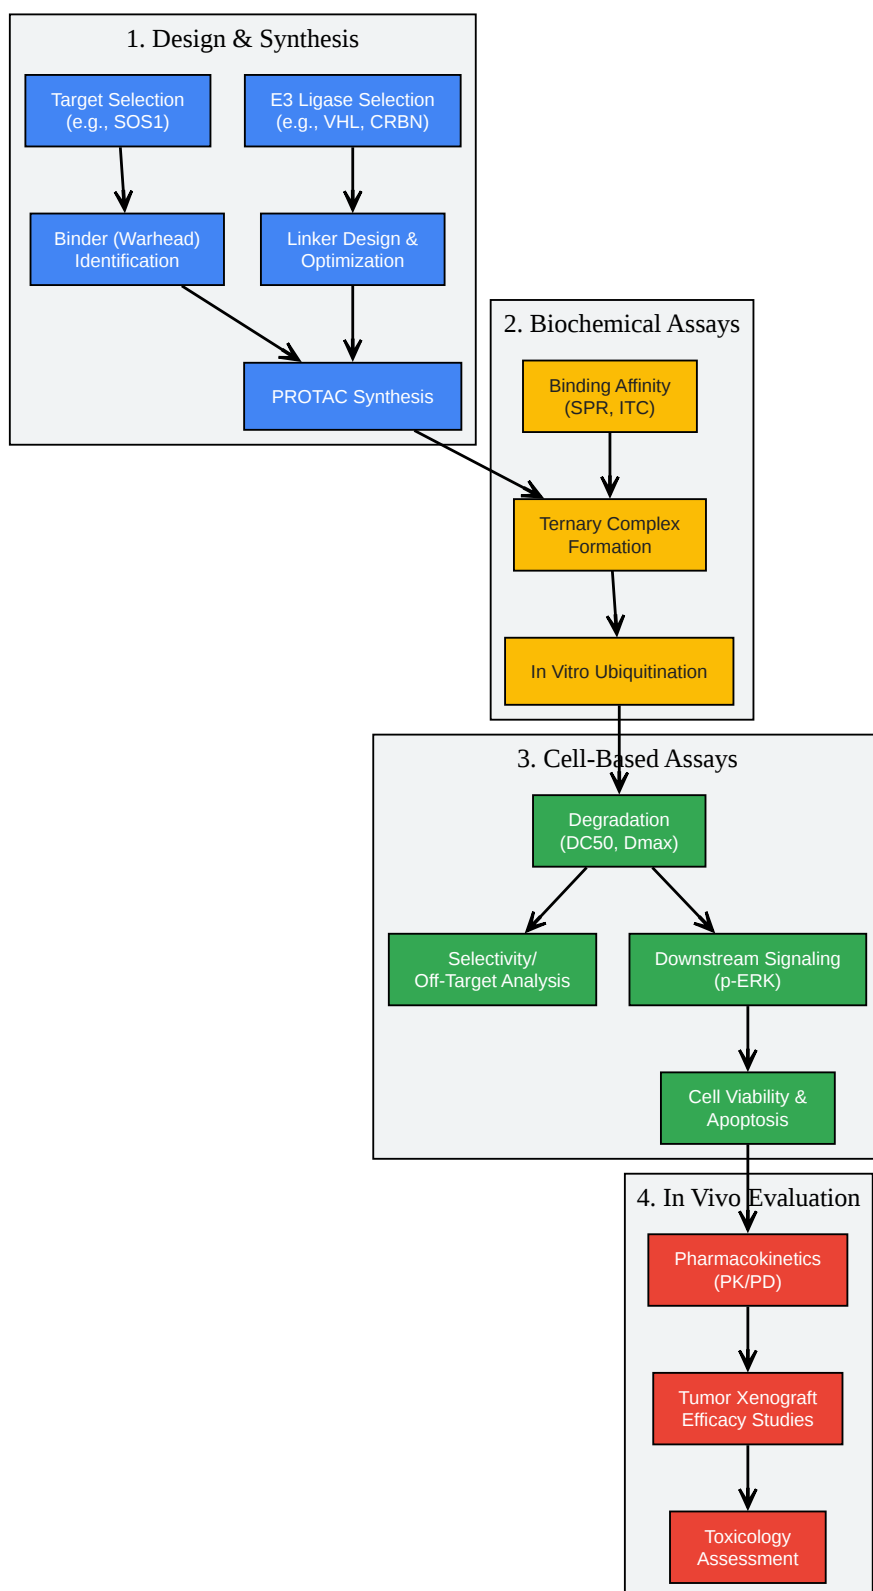 1. Design & Synthesis
Target Selection
(e.g., SOS1)
E3 Ligase Selection
(e.g., VHL, CRBN)
Binder (Warhead)
Identification
Linker Design &
Optimization
PROTAC Synthesis
2. Biochemical Assays
Binding Affinity
(SPR, ITC)
Ternary Complex
Formation
In Vitro Ubiquitination
3. Cell-Based Assays
Degradation
(DC50, Dmax)
Selectivity/
Off-Target Analysis
Downstream Signaling
(p-ERK)
Cell Viability &
Apoptosis
4. In Vivo Evaluation
Pharmacokinetics
(PK/PD)
Tumor Xenograft
Efficacy Studies
Toxicology
Assessment